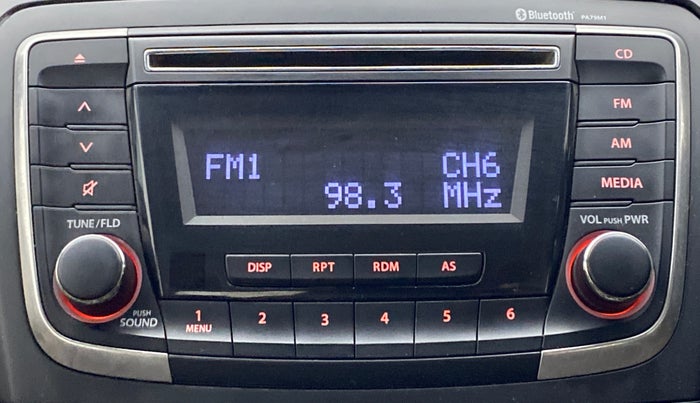 Bluetooth PA79M1
CD
FM
AM
MEDIA
FM1 CH6
98.3 MHz
TUNE/FLD
VOL PUSH PWR
DISP RPT RDM AS
PUSH
SOUND
1 2 3 4 5 6
MENU